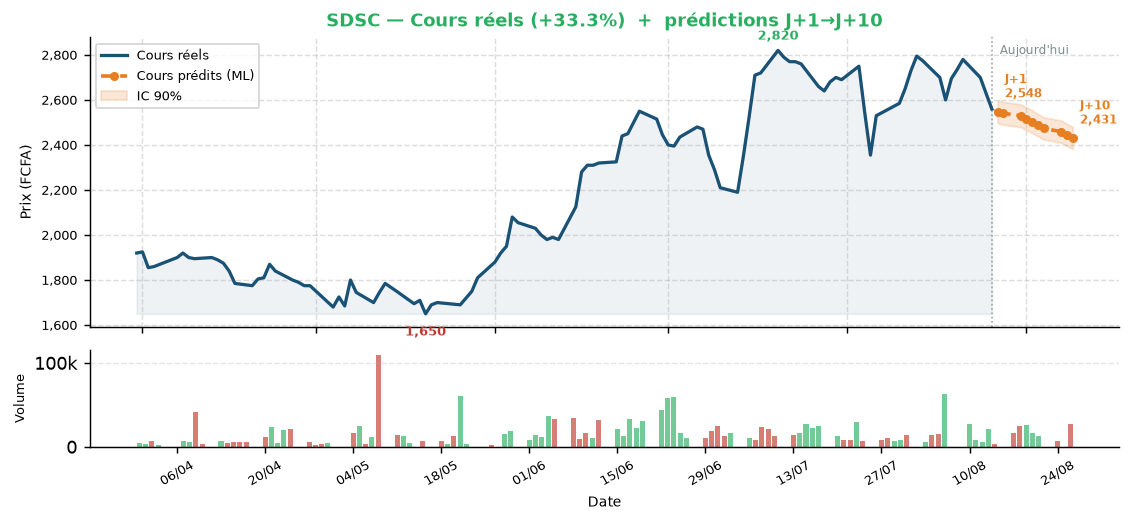 SDSC — Cours réels (+33.3%)  +  prédictions J+1→J+10
2,820
Cours réels
Cours prédits (ML)
IC 90%
Aujourd'hui
J+1
2,548
J+10
2,431
1,650
Prix (FCFA)
2,800
2,600
2,400
2,200
2,000
1,800
1,600
Volume
100k
0
06/04
20/04
04/05
18/05
01/06
15/06
29/06
13/07
27/07
10/08
24/08
Date